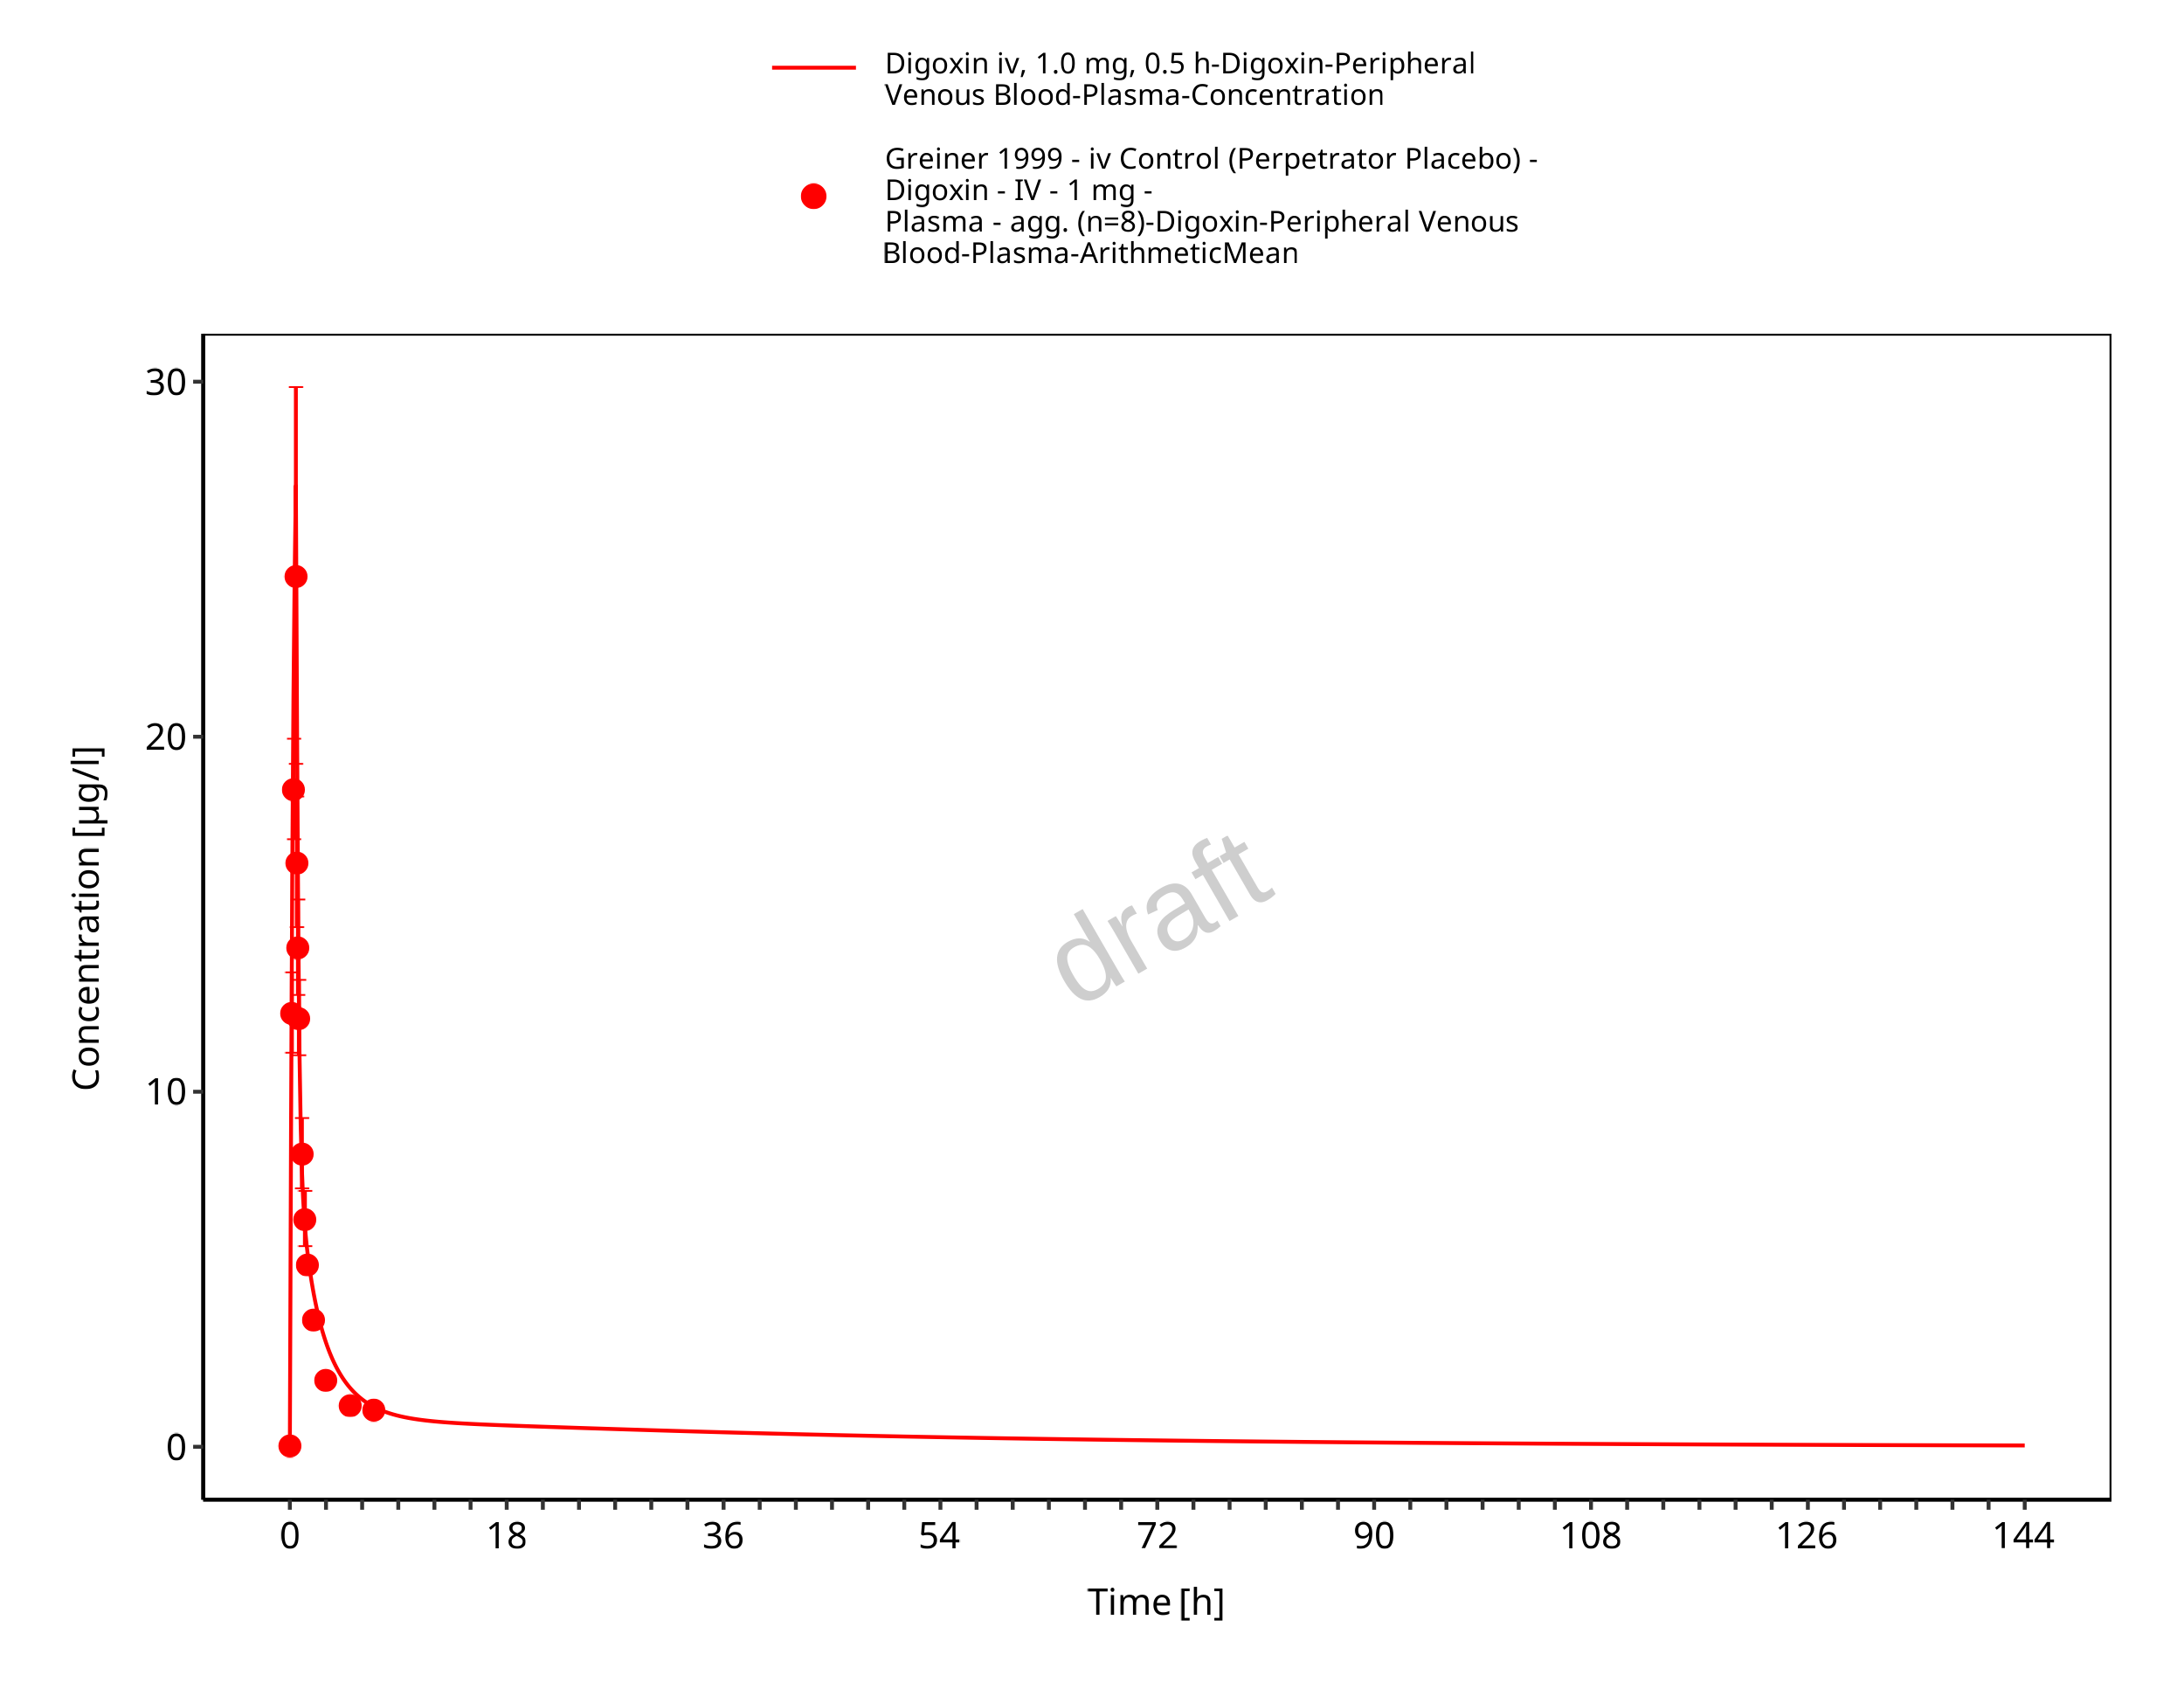 Digoxin iv, 1.0 mg, 0.5 h-Digoxin-Peripheral
Venous Blood-Plasma-Concentration
Greiner 1999 - iv Control (Perpetrator Placebo) -
Digoxin - IV - 1 mg -
Plasma - agg. (n=8)-Digoxin-Peripheral Venous
Blood-Plasma-ArithmeticMean
30
20
10
0
Concentration [µg/l]
draft
0 18 36 54 72 90 108 126 144
Time [h]